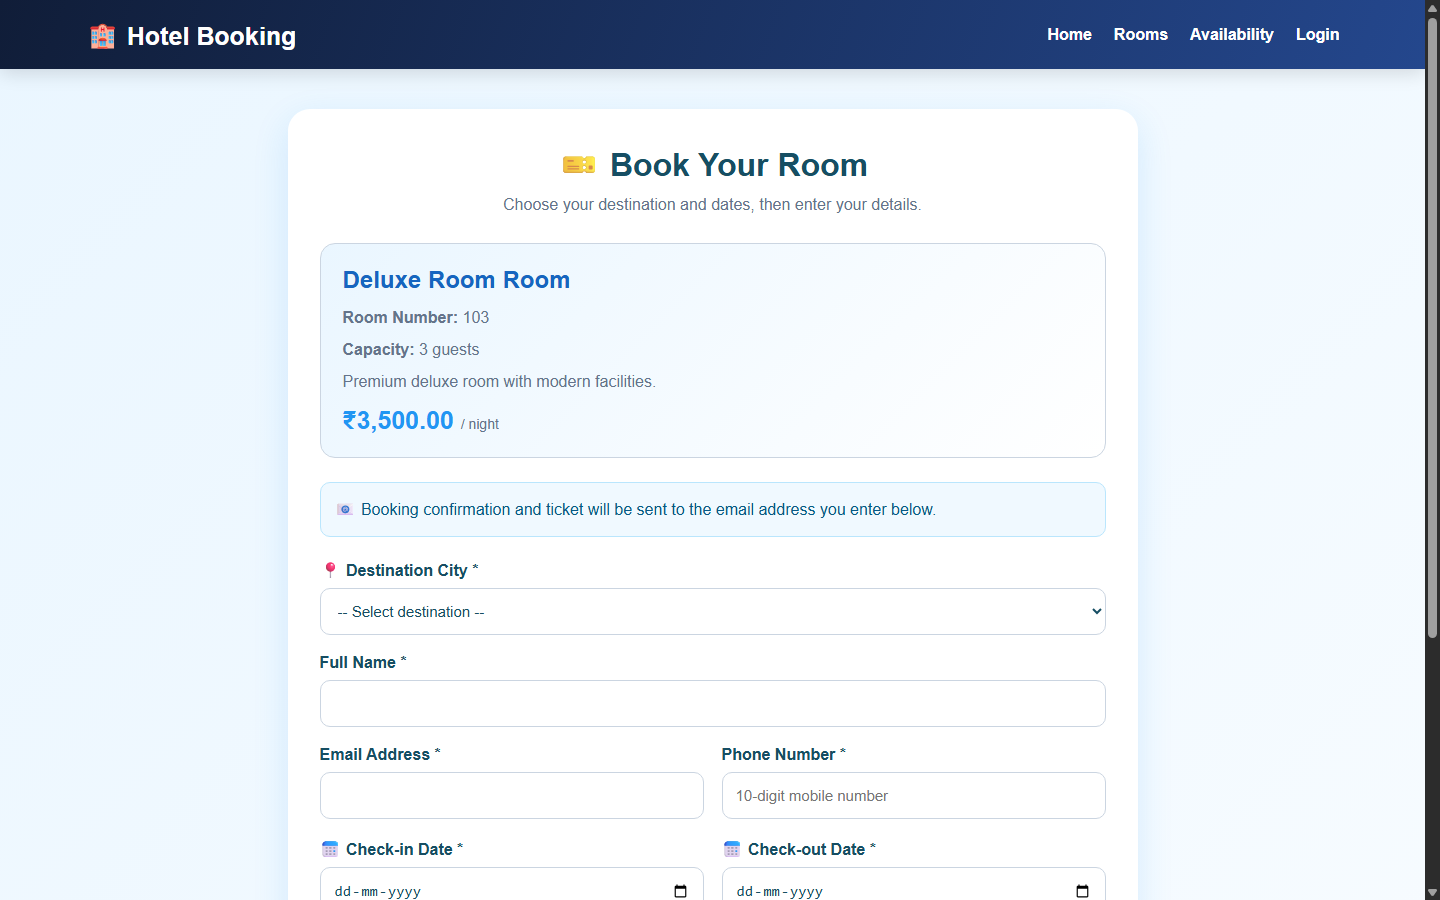 Hotel Booking
Home Rooms Availability Login
Book Your Room
Choose your destination and dates, then enter your details.
Deluxe Room Room
Room Number: 103
Capacity: 3 guests
Premium deluxe room with modern facilities.
₹3,500.00 / night
Booking confirmation and ticket will be sent to the email address you enter below.
Destination City *
-- Select destination --
Full Name *
Email Address *
Phone Number *
10-digit mobile number
Check-in Date *
Check-out Date *
dd-mm-yyyy
dd-mm-yyyy